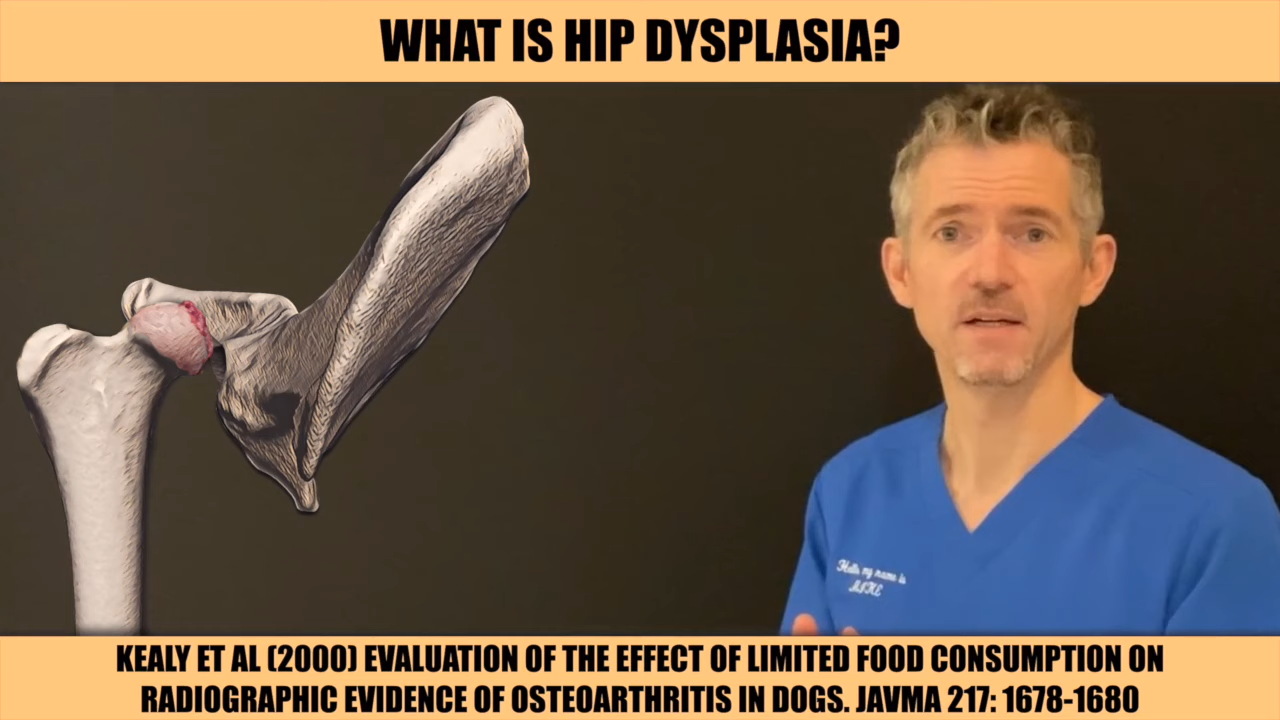 WHAT IS HIP DYSPLASIA?
Hello my name is
MIKE
KEALY ET AL (2000) EVALUATION OF THE EFFECT OF LIMITED FOOD CONSUMPTION ON
RADIOGRAPHIC EVIDENCE OF OSTEOARTHRITIS IN DOGS. JAVMA 217: 1678-1680